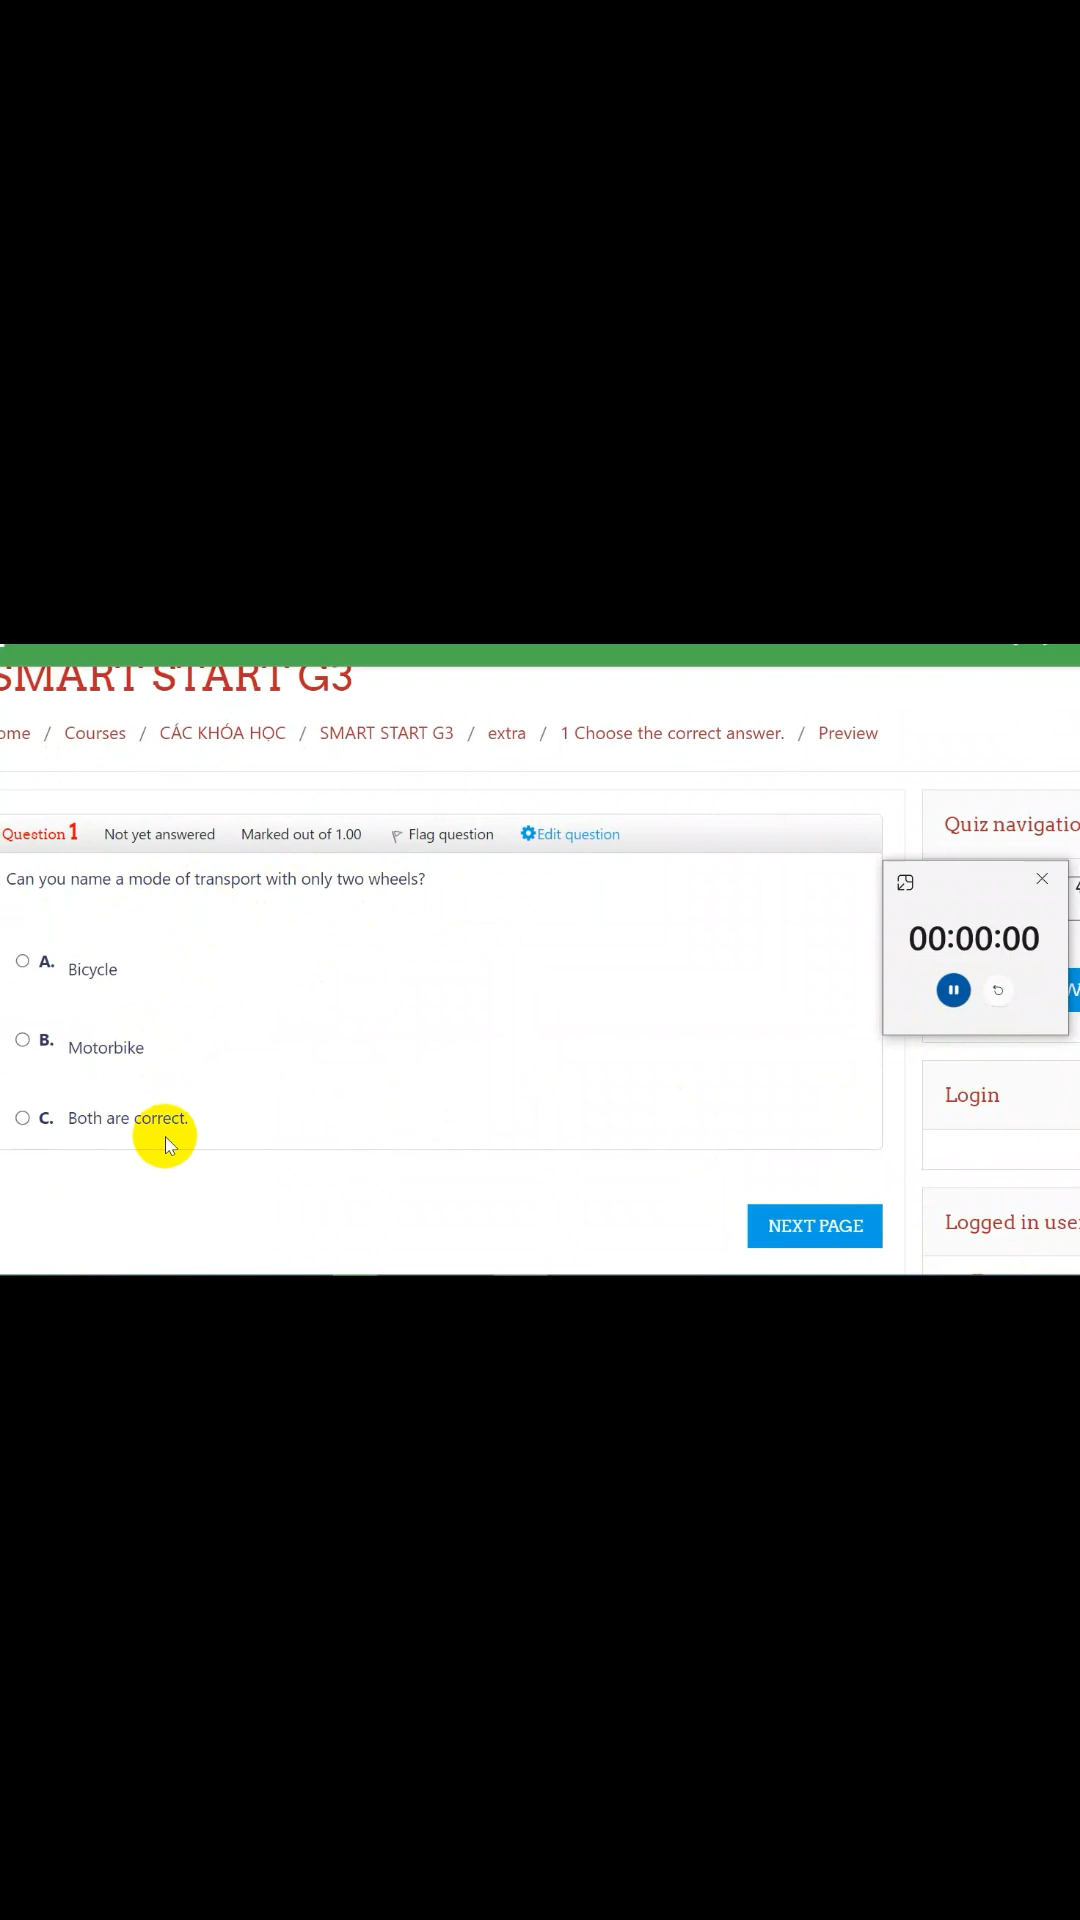 SMART START G3
ome / Courses / CÁC KHÓA HỌC / SMART START G3 / extra / 1 Choose the correct answer. / Preview
Question 1 Not yet answered Marked out of 1.00 Flag question Edit question
Quiz navigatio
Can you name a mode of transport with only two wheels?
4
00:00:00
A. Bicycle
B. Motorbike
C. Both are correct.
Login
NEXT PAGE
Logged in use